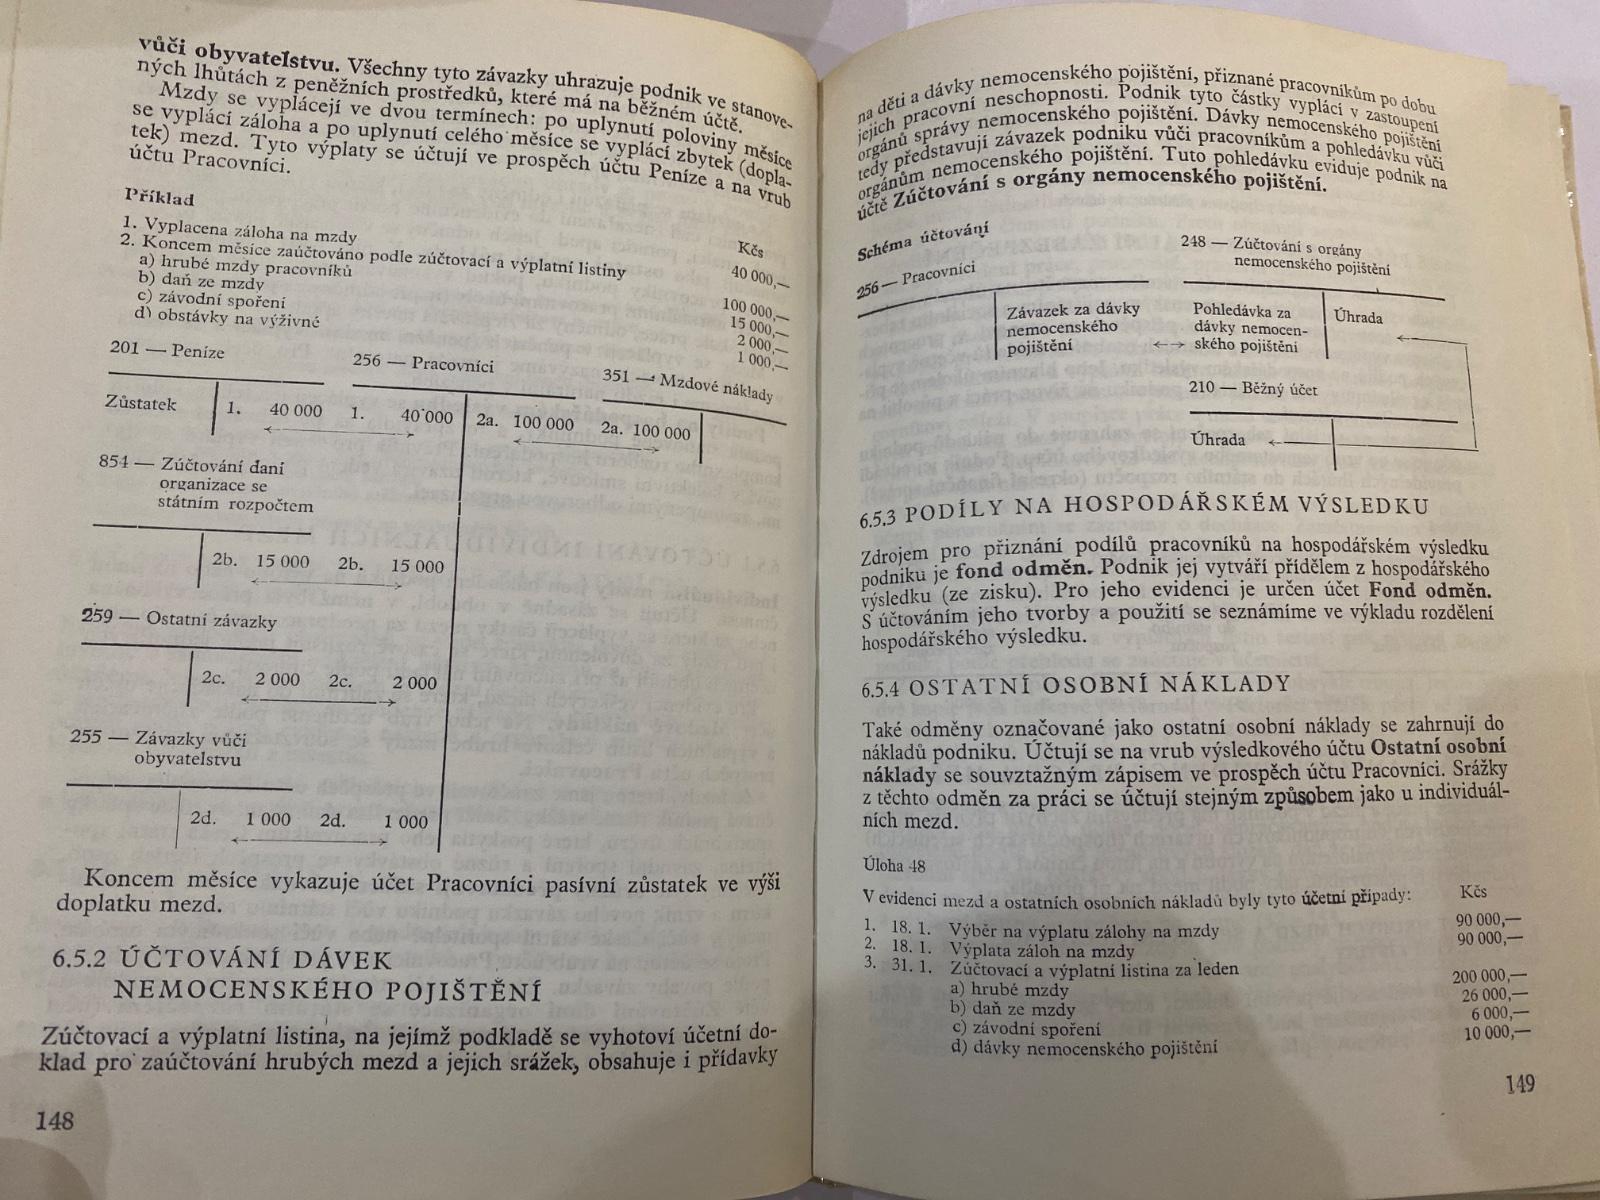 vůči obyvatelstvu. Všechny tyto závazky uhrazuje podnik ve stanove-
ných lhůtách z peněžních prostředků, které má na běžném účtě.
Mzdy se vyplácejí ve dvou termínech: po uplynutí poloviny měsíce
se vyplácí záloha a po uplynutí celého měsíce se vyplácí zbytek (dopla-
tek) mezd. Tyto výplaty se účtují ve prospěch účtu Peníze a na vrub
účtu Pracovníci.
Příklad
Kčs
1. Vyplacena záloha na mzdy 40 000,—
2. Koncem měsíce zaúčtováno podle zúčtovací a výplatní listiny
a) hrubé mzdy pracovníků 100 000,—
b) daň ze mzdy 15 000,—
c) závodní spoření 2 000,—
d) obstávky na výživné 1 000,—
201 — Peníze 256 — Pracovníci 351 — Mzdové náklady
Zůstatek 1. 40 000 1. 40 000 2a. 100 000 2a. 100 000
854 — Zúčtování daní
organizace se
státním rozpočtem
2b. 15 000 2b. 15 000
259 — Ostatní závazky
2c. 2 000 2c. 2 000
255 — Závazky vůči
obyvatelstvu
2d. 1 000 2d. 1 000
Koncem měsíce vykazuje účet Pracovníci pasívní zůstatek ve výši
doplatku mezd.
6.5.2 ÚČTOVÁNÍ DÁVEK
NEMOCENSKÉHO POJIŠTĚNÍ
Zúčtovací a výplatní listina, na jejímž podkladě se vyhotoví účetní do-
klad pro zaúčtování hrubých mezd a jejich srážek, obsahuje i přídavky
148
na děti a dávky nemocenského pojištění, přiznané pracovníkům po dobu
jejich pracovní neschopnosti. Podnik tyto částky vyplácí v zastoupení
orgánů správy nemocenského pojištění. Dávky nemocenského pojištění
tedy představují závazek podniku vůči pracovníkům a pohledávku vůči
orgánům nemocenského pojištění. Tuto pohledávku eviduje podnik na
účtě Zúčtování s orgány nemocenského pojištění.
Schéma účtování
256 — Pracovníci 248 — Zúčtování s orgány
nemocenského pojištění
Závazek za dávky Pohledávka za Úhrada
nemocenského dávky nemocen-
pojištění ského pojištění
210 — Běžný účet
Úhrada
6.5.3 PODÍLY NA HOSPODÁŘSKÉM VÝSLEDKU
Zdrojem pro přiznání podílů pracovníků na hospodářském výsledku
podniku je fond odměn. Podnik jej vytváří přídělem z hospodářského
výsledku (ze zisku). Pro jeho evidenci je určen účet Fond odměn.
S účtováním jeho tvorby a použití se seznámíme ve výkladu rozdělení
hospodářského výsledku.
6.5.4 OSTATNÍ OSOBNÍ NÁKLADY
Také odměny označované jako ostatní osobní náklady se zahrnují do
nákladů podniku. Účtují se na vrub výsledkového účtu Ostatní osobní
náklady se souvztažným zápisem ve prospěch účtu Pracovníci. Srážky
z těchto odměn za práci se účtují stejným způsobem jako u individuál-
ních mezd.
Úloha 48
V evidenci mezd a ostatních osobních nákladů byly tyto účetní případy: Kčs
1. 18. 1. Výběr na výplatu zálohy na mzdy 90 000,—
2. 18. 1. Výplata záloh na mzdy 90 000,—
3. 31. 1. Zúčtovací a výplatní listina za leden
a) hrubé mzdy 200 000,—
b) daň ze mzdy 26 000,—
c) závodní spoření 6 000,—
d) dávky nemocenského pojištění 10 000,—
149